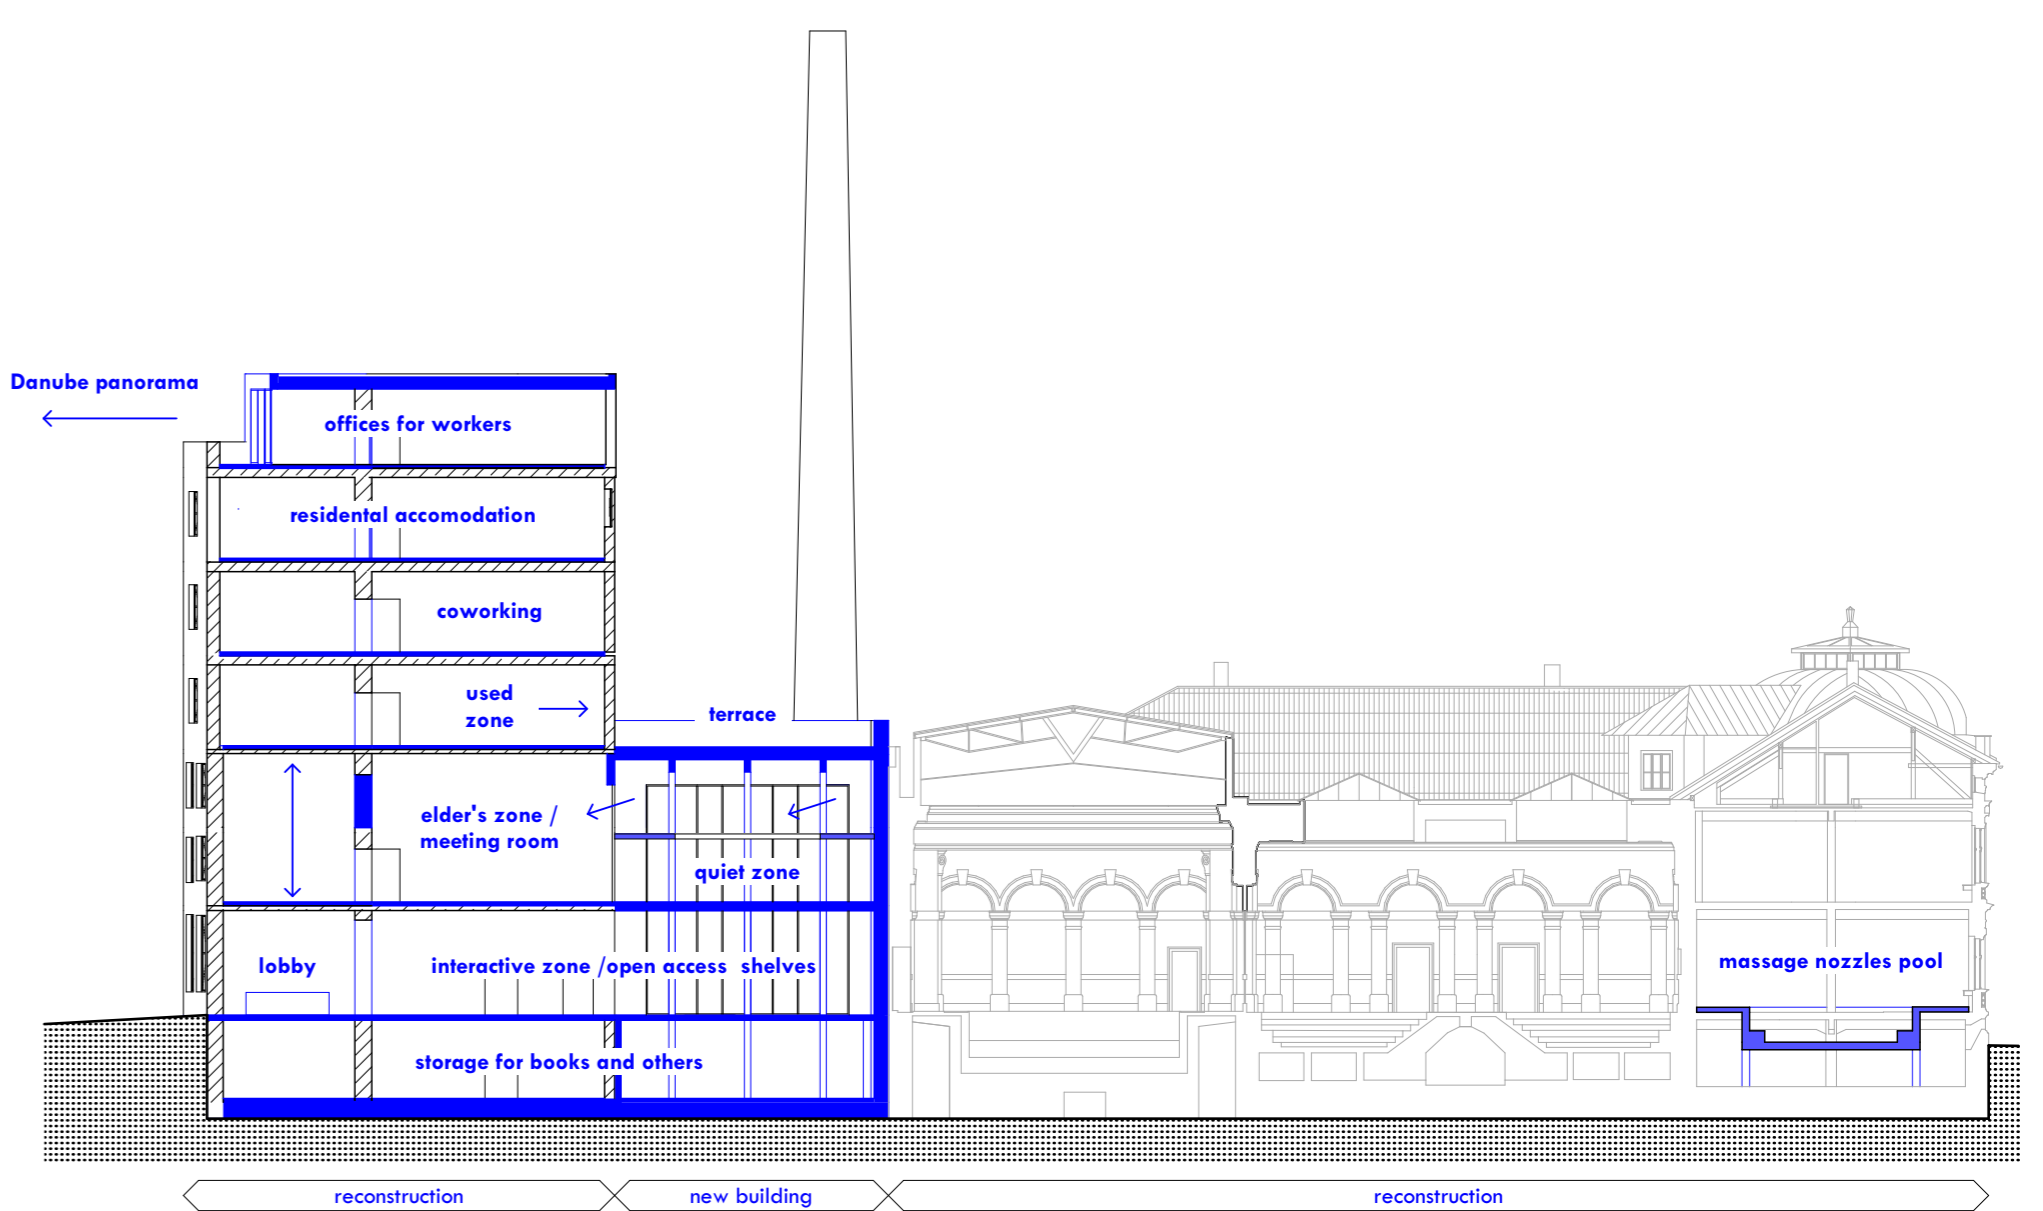 Danube panorama
offices for workers
residental accomodation
coworking
used
zone
terrace
elder's zone /
meeting room
quiet zone
lobby
interactive zone /open access shelves
massage nozzles pool
storage for books and others
reconstruction
new building
reconstruction